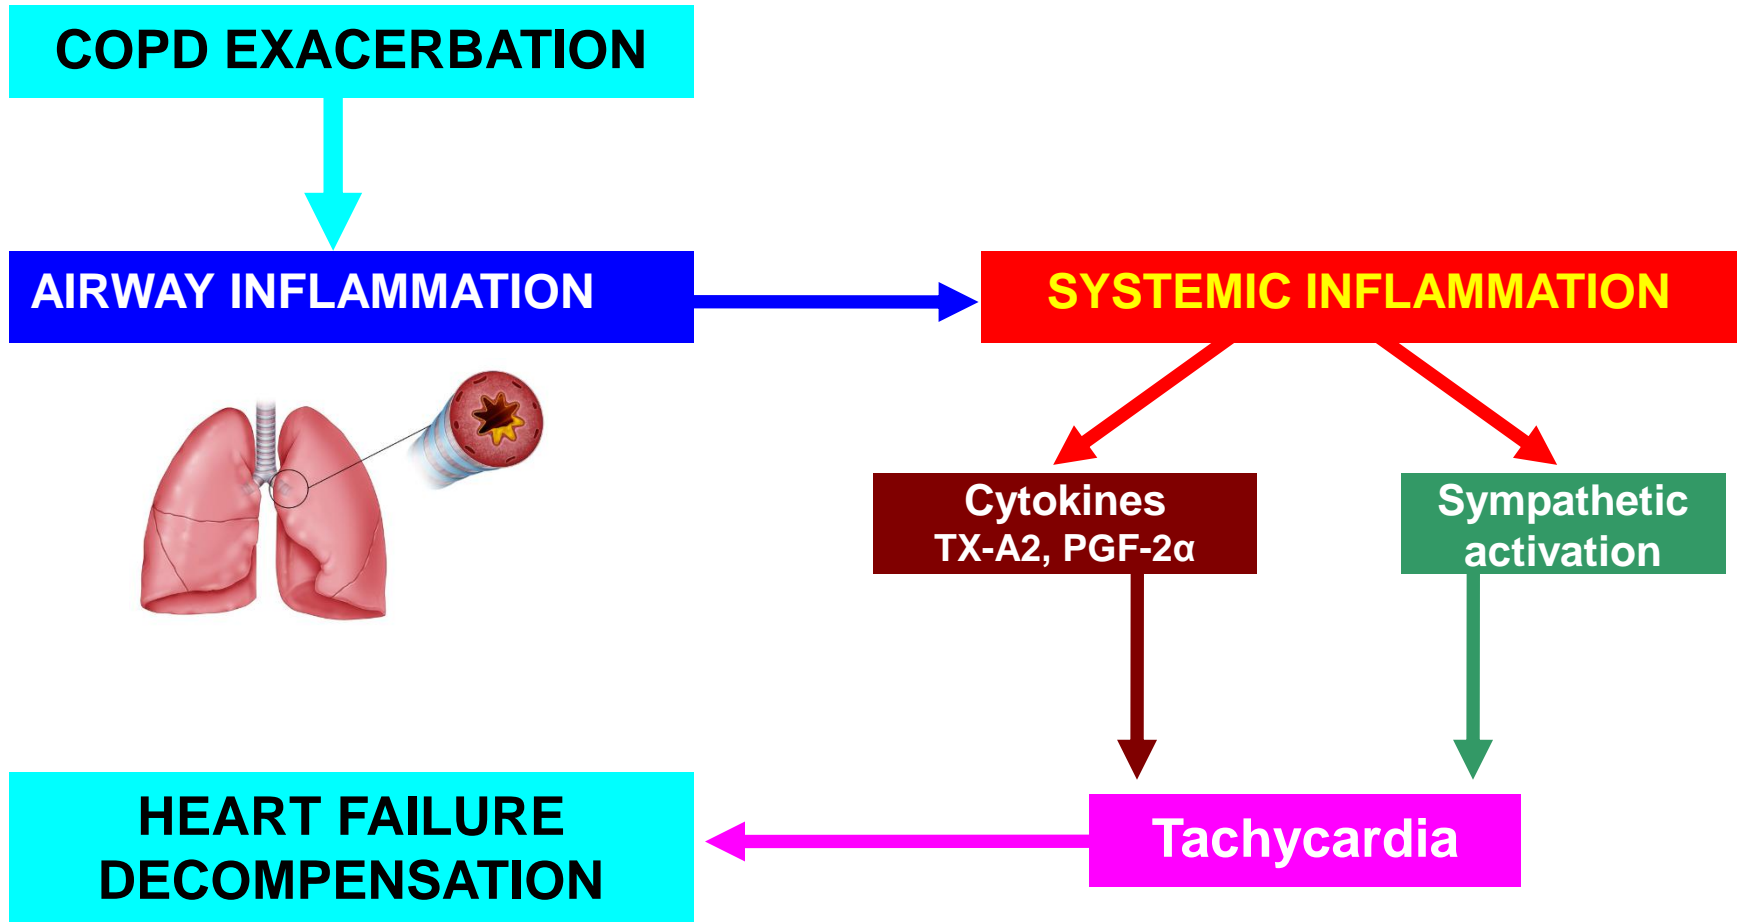 COPD EXACERBATION
AIRWAY INFLAMMATION
SYSTEMIC INFLAMMATION
Cytokines
TX-A2, PGF-2α
Sympathetic
activation
Tachycardia
HEART FAILURE
DECOMPENSATION